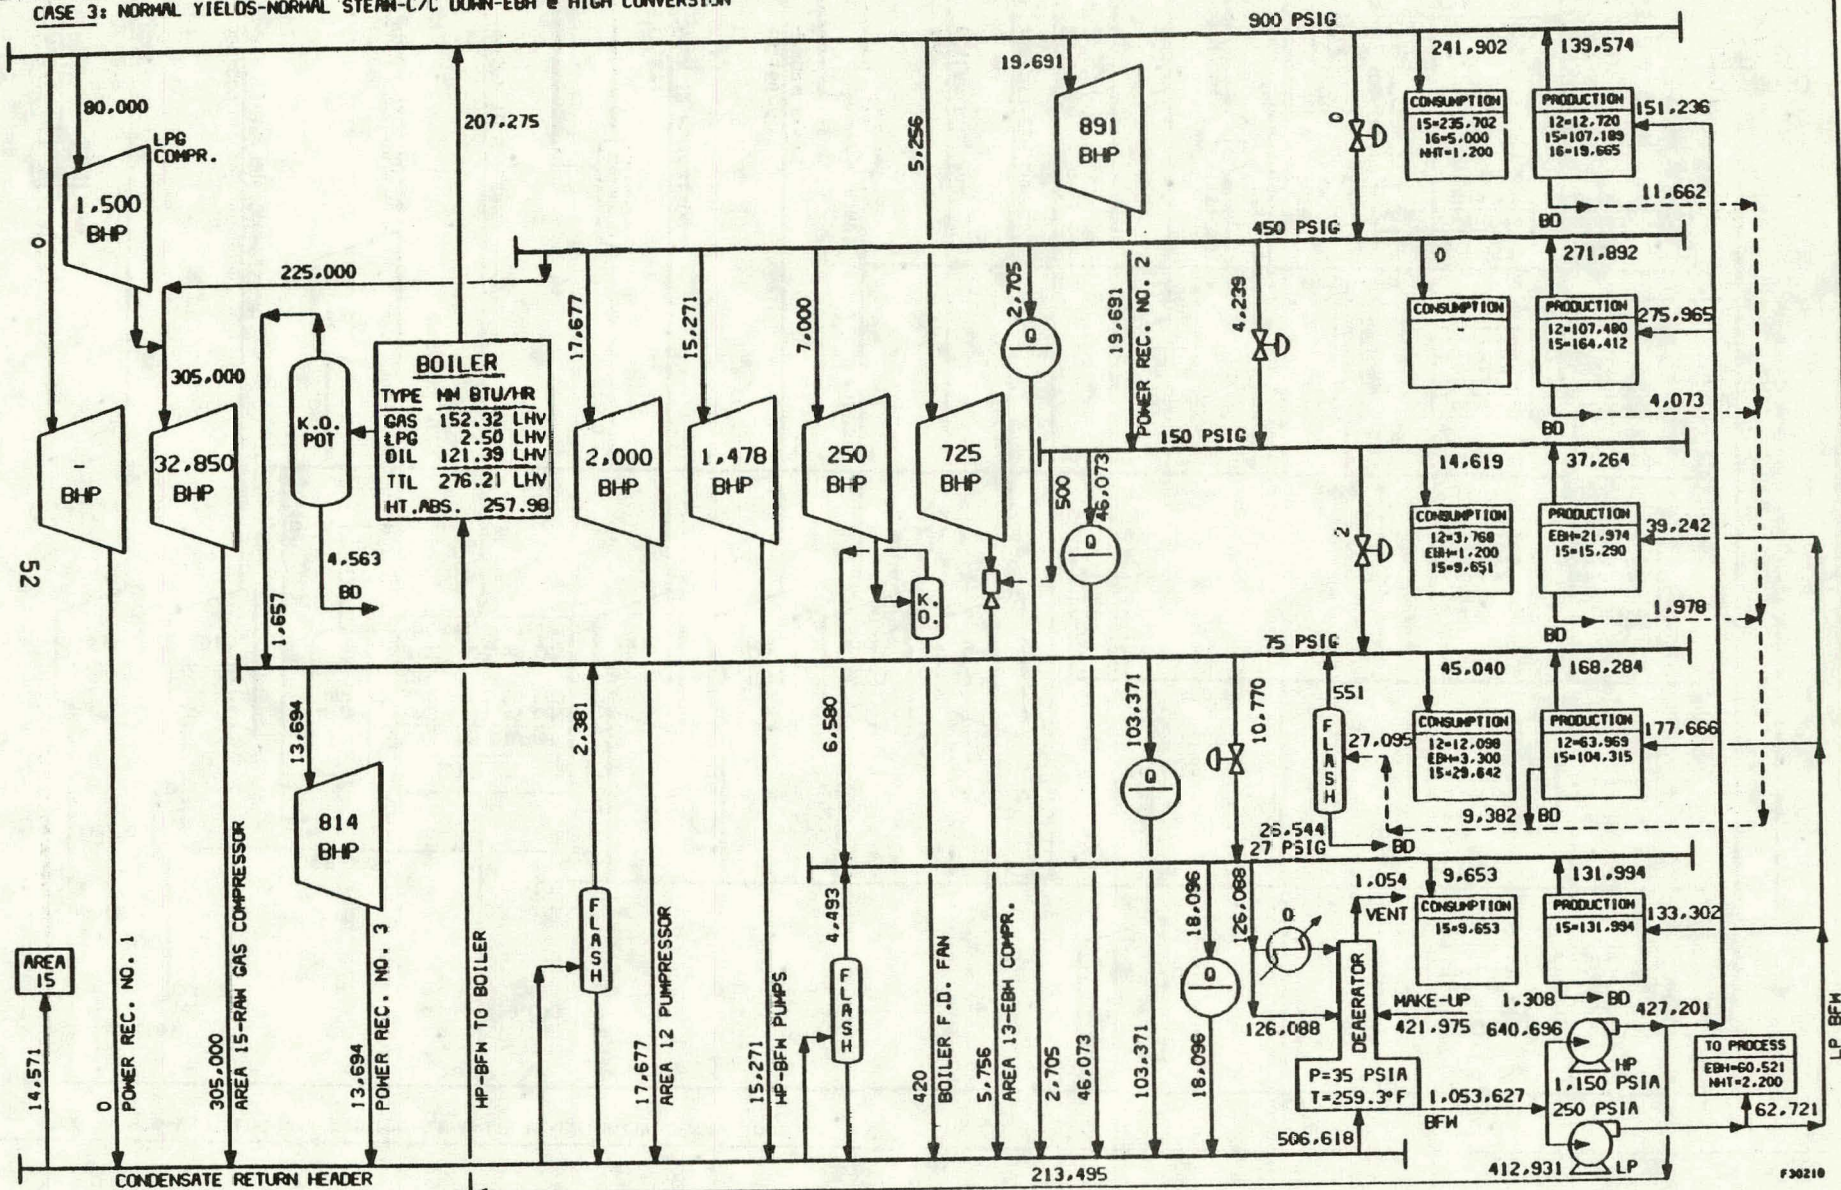 CASE 3: NORMAL YIELDS-NORMAL STEAM-C/C DOWN-EBH @ HIGH CONVERSION
900 PSIG
80,000
LPG
COMPR.
1,500
BHP
0
207,275
5,256
19,691
891
BHP
0
241,902
139,574
CONSUMPTION
15=235,702
16=5,000
NHT=1,200
PRODUCTION
12=12,720
15=107,189
16=19,665
151,236
11,662
BD
450 PSIG
225,000
305,000
17,677
15,271
7,000
2,705
Q
19,691
POWER REC. NO. 2
4,239
0
271,892
CONSUMPTION
-
PRODUCTION
12=107,480
15=164,412
275,965
4,073
BD
-
BHP
32,850
BHP
K.O.
POT
BOILER
TYPE MM BTU/HR
GAS 152.32 LHV
LPG 2.50 LHV
OIL 121.39 LHV
TTL 276.21 LHV
HT.ABS. 257.98
4,563
BD
1,657
2,000
BHP
1,478
BHP
250
BHP
725
BHP
K.
O.
150 PSIG
500
46,073
Q
2
14,619
37,264
CONSUMPTION
12=3,768
EBH=1,200
15=9,651
PRODUCTION
EBH=21,974
15=15,290
39,242
1,978
BD
52
75 PSIG
13,694
814
BHP
2,381
6,580
103,371
Q
10,770
551
FLASH
27,095
26,544
BD
45,040
168,284
CONSUMPTION
12=12,098
EBH=3,300
15=29,642
PRODUCTION
12=63,969
15=104,315
177,666
9,382
BD
27 PSIG
FLASH
4,493
FLASH
18,096
Q
126,088
0
126,088
1,054
VENT
DEAERATOR
MAKE-UP
421,975
P=35 PSIA
T=259.3°F
9,653
131,994
CONSUMPTION
15=9,653
PRODUCTION
15=131,994
133,302
1,308
BD
427,201
640,696
HP
1,150 PSIA
1,053,627
BFW
250 PSIA
412,931
LP
TO PROCESS
EBH=60,521
NHT=2,200
62,721
LP BFW
506,618
AREA
15
14,571
0
POWER REC. NO. 1
305,000
AREA 15-RAW GAS COMPRESSOR
13,694
POWER REC. NO. 3
HP-BFW TO BOILER
17,677
AREA 12 PUMPRESSOR
15,271
HP-BFW PUMPS
420
BOILER F.D. FAN
5,756
AREA 13-EBH COMPR.
2,705
46,073
103,371
18,096
CONDENSATE RETURN HEADER
213,495
F30210